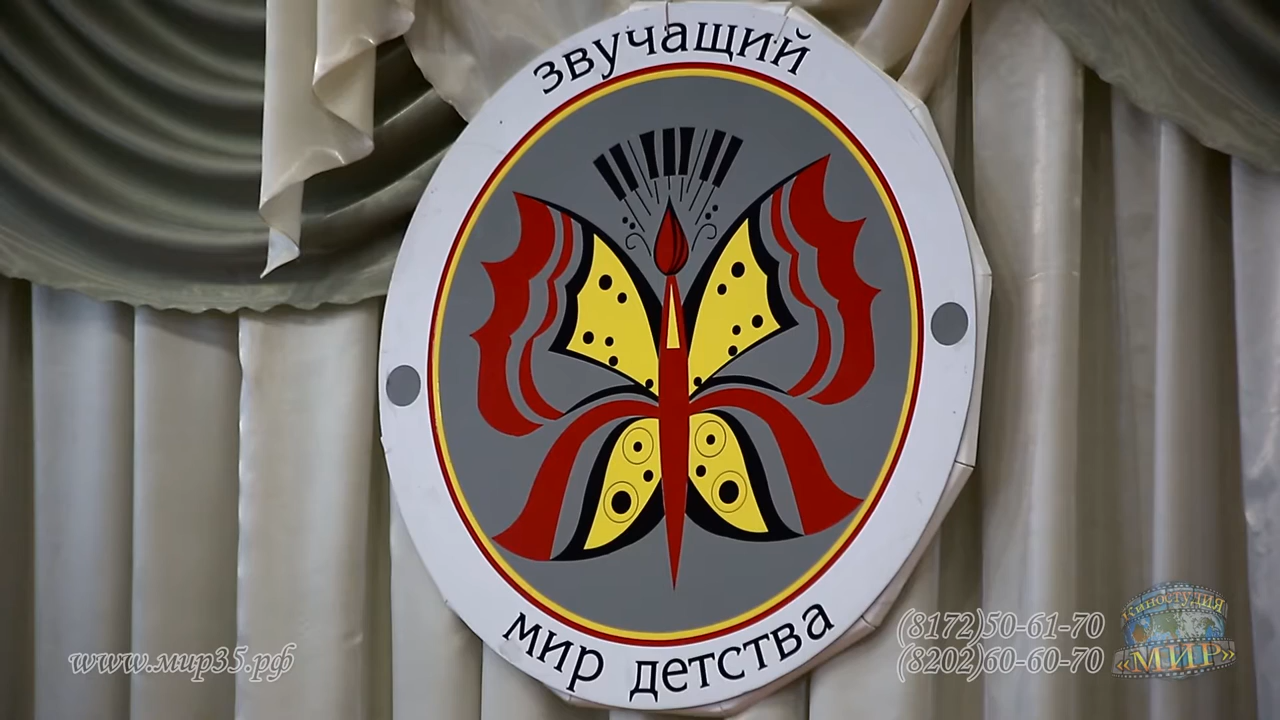 звучащий
мир детства
www.мир35.рф
(8172)50-61-70
(8202)60-60-70
Киностудия
«МИР»